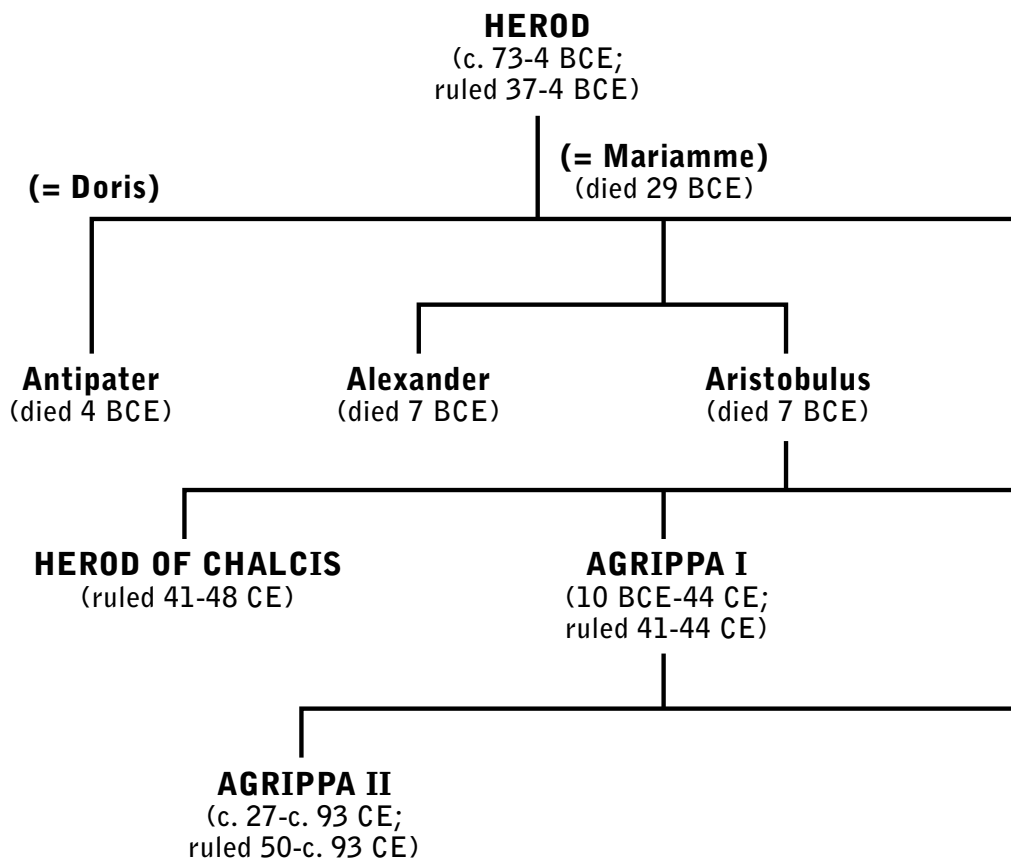 HEROD
(c. 73-4 BCE;
ruled 37-4 BCE)
(= Mariamme)
(died 29 BCE)
(= Doris)
Antipater
(died 4 BCE)
Alexander
(died 7 BCE)
Aristobulus
(died 7 BCE)
HEROD OF CHALCIS
(ruled 41-48 CE)
AGRIPPA I
(10 BCE-44 CE;
ruled 41-44 CE)
AGRIPPA II
(c. 27-c. 93 CE;
ruled 50-c. 93 CE)